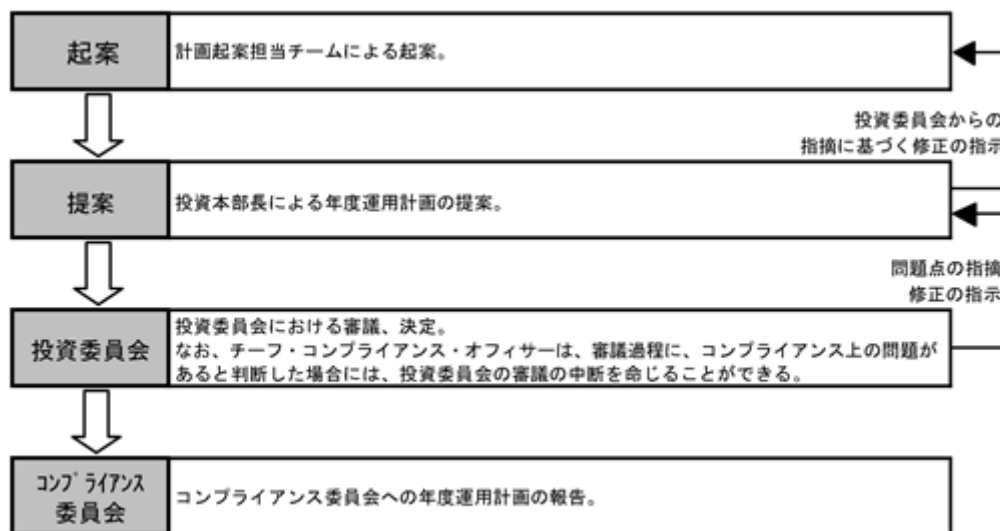 起案
計画起案担当チームによる起案。
投資委員会からの
指摘に基づく修正の指示
提案
投資本部長による年度運用計画の提案。
問題点の指摘
修正の指示
投資委員会
投資委員会における審議、決定。
なお、チーフ・コンプライアンス・オフィサーは、審議過程に、コンプライアンス上の問題が
あると判断した場合には、投資委員会の審議の中断を命じることができる。
ｺﾝﾌﾟﾗｲｱﾝｽ
委員会
コンプライアンス委員会への年度運用計画の報告。